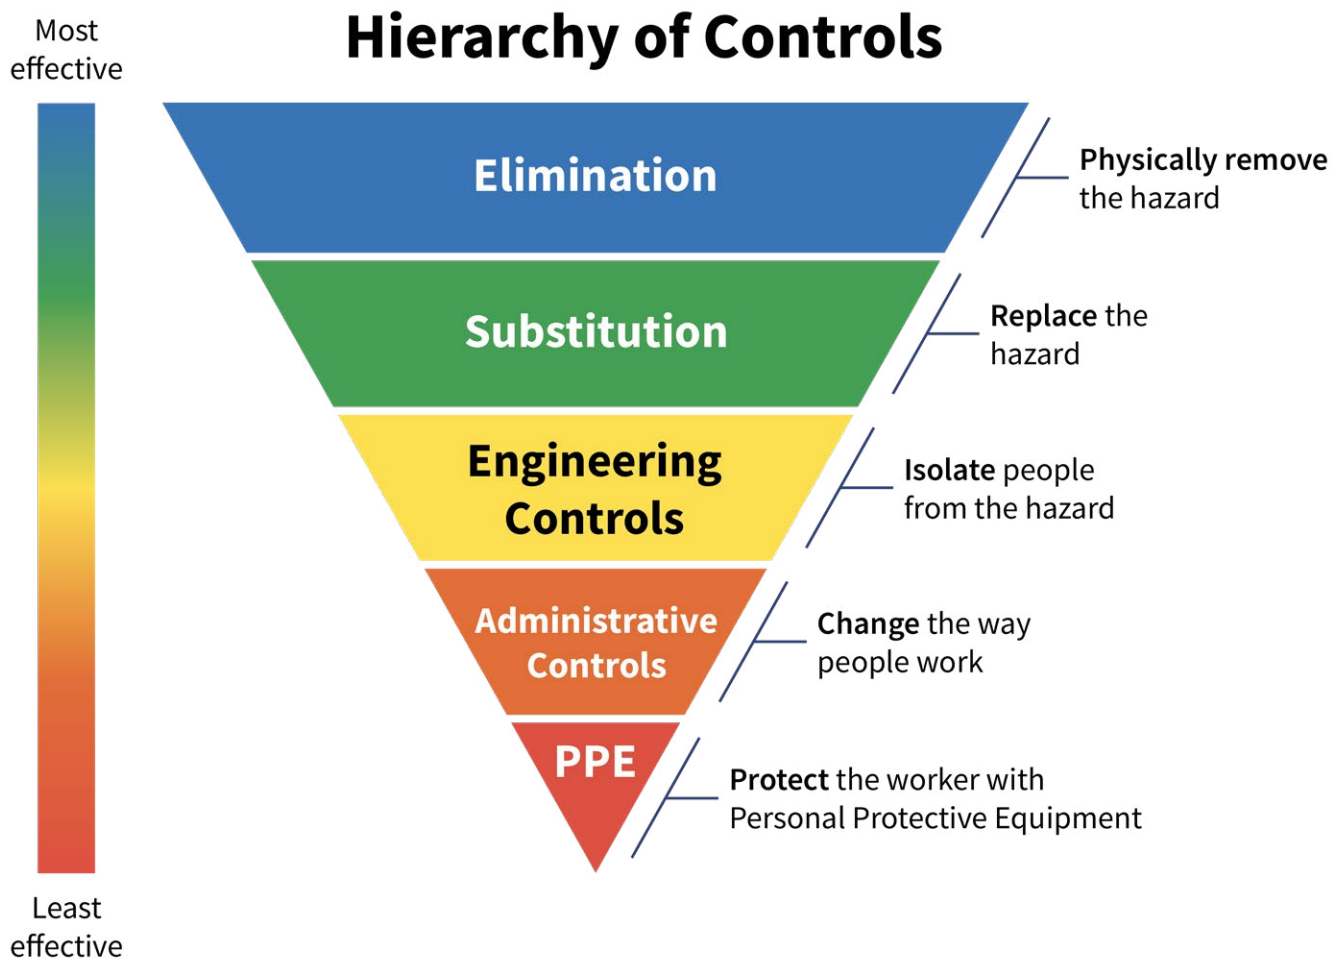 Hierarchy of Controls
Most
effective
Elimination
Physically remove
the hazard
Substitution
Replace the
hazard
Engineering
Controls
Isolate people
from the hazard
Administrative
Controls
Change the way
people work
PPE
Protect the worker with
Personal Protective Equipment
Least
effective